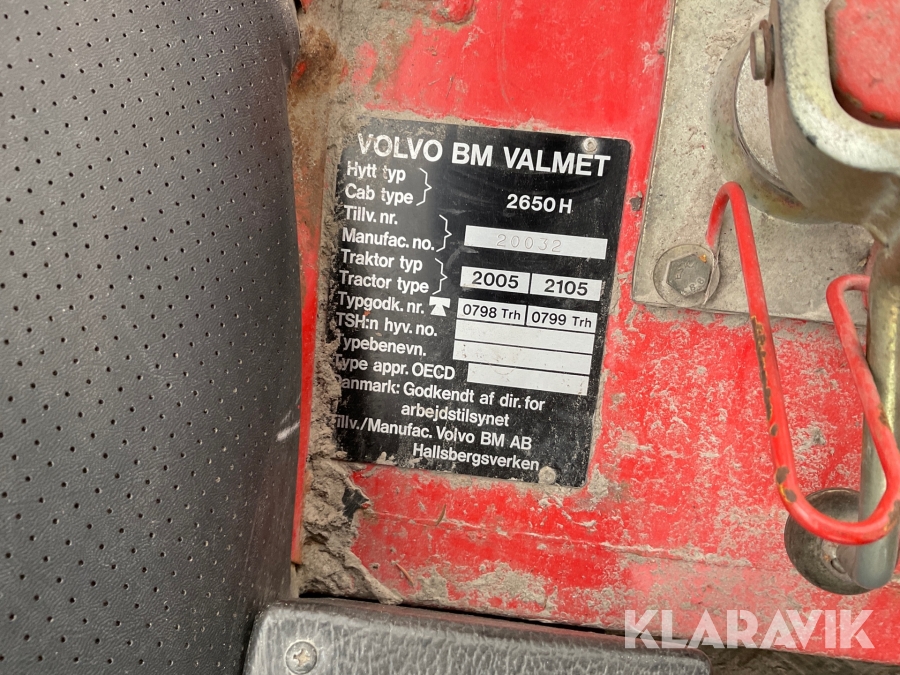 VOLVO BM VALMET
Hytt typ
Cab type
2650 H
Tillv. nr.
Manufac. no.
20032
Traktor typ
Tractor type
2005 2105
Typgodk. nr.
0798 Trh 0799 Trh
TSH:n hyv. no.
Typebenevn.
Type appr. OECD
Danmark: Godkendt af dir. for
arbejdstilsynet
Tillv./Manufac. Volvo BM AB
Hallsbergsverken
KLARAVIK